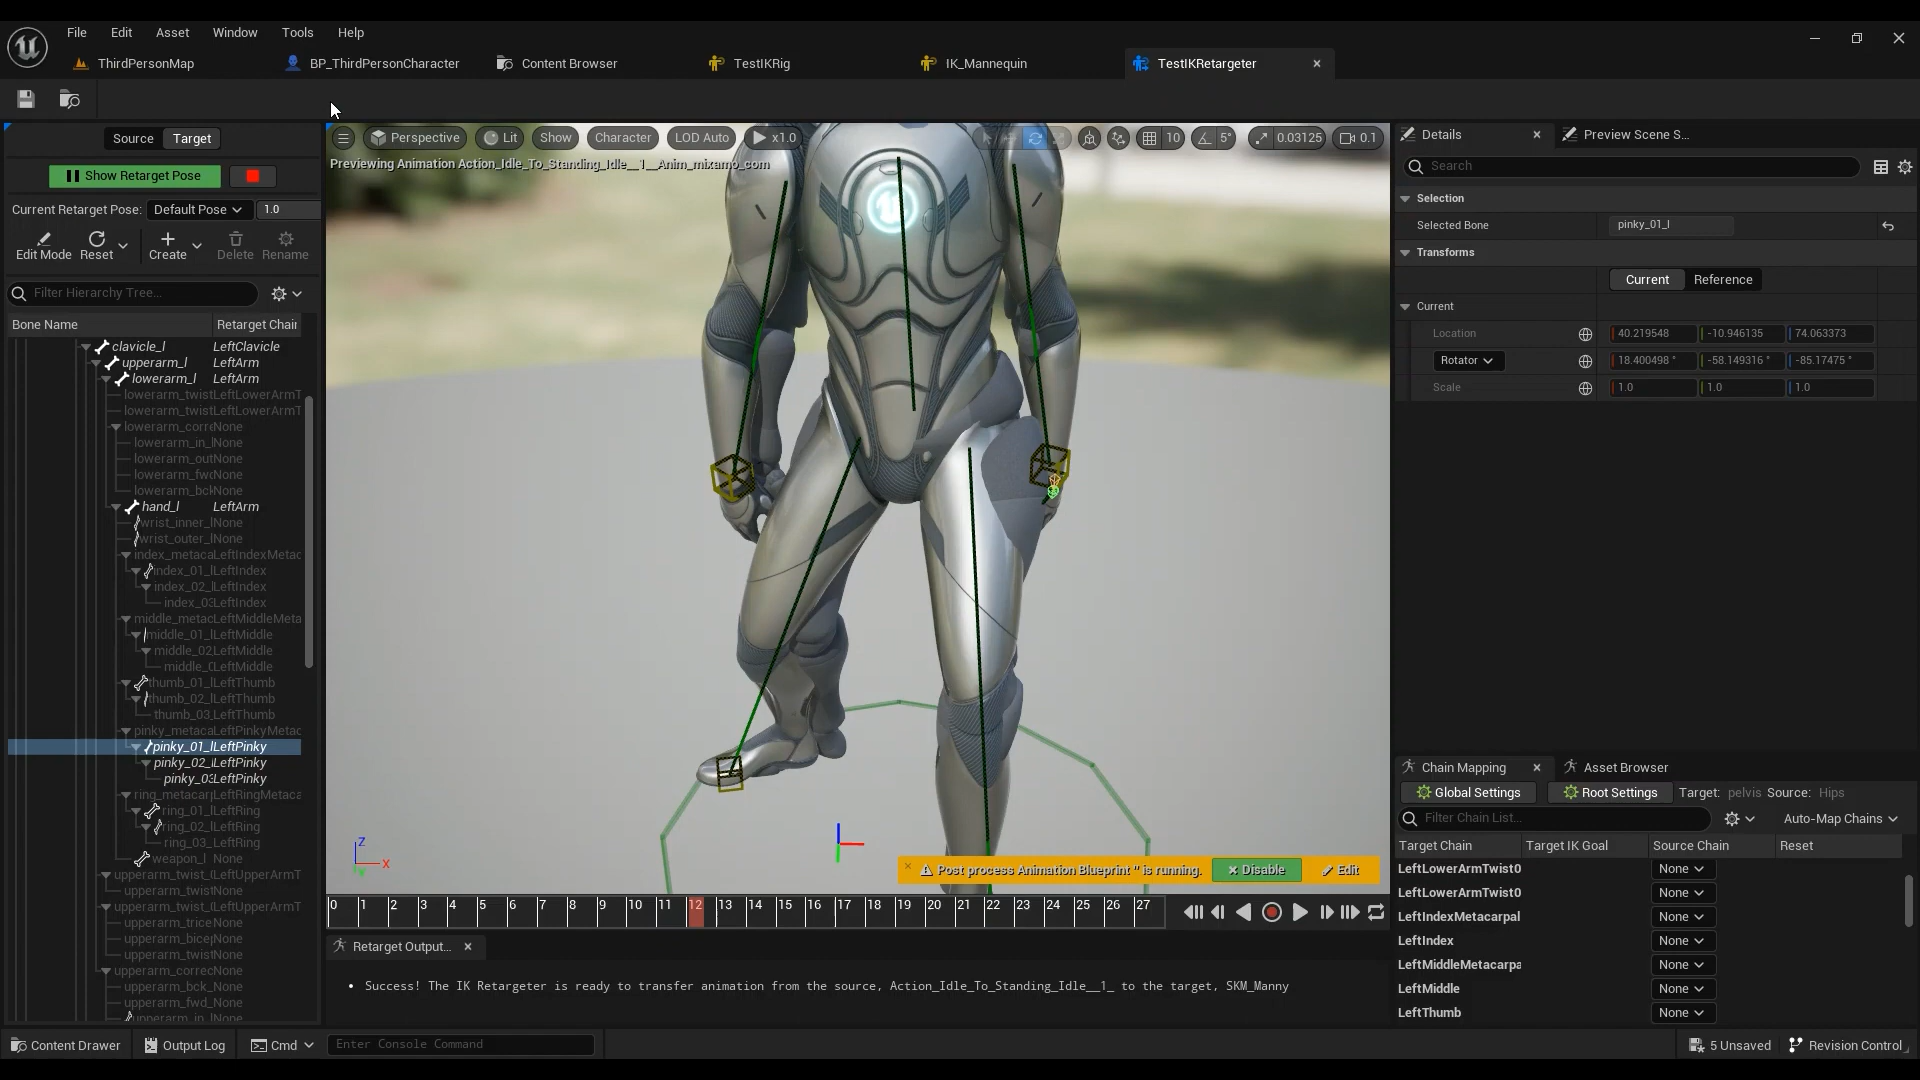 File Edit Asset Window Tools Help
ThirdPersonMap BP_ThirdPersonCharacter Content Browser TestIKRig IK_Mannequin TestIKRetargeter
Source Target
Show Retarget Pose
Current Retarget Pose: Default Pose 1.0
Edit Mode Reset Create Delete Rename
Filter Hierarchy Tree...
Bone Name Retarget Chair
clavicle_l LeftClavicle
upperarm_l LeftArm
lowerarm_l LeftArm
lowerarm_twist LeftLowerArmT
lowerarm_twist LeftLowerArmT
lowerarm_corre None
lowerarm_in_l None
lowerarm_out None
lowerarm_fwd None
lowerarm_bck None
hand_l LeftArm
wrist_inner_l None
wrist_outer_l None
index_metaca LeftIndexMetac
index_01_l LeftIndex
index_02_l LeftIndex
index_03 LeftIndex
middle_metac LeftMiddleMeta
middle_01_l LeftMiddle
middle_02 LeftMiddle
middle_0 LeftMiddle
thumb_01_l LeftThumb
thumb_02_l LeftThumb
thumb_03_ LeftThumb
pinky_metaca LeftPinkyMetac
pinky_01_l LeftPinky
pinky_02_l LeftPinky
pinky_03 LeftPinky
ring_metacarp LeftRingMetaca
ring_01_l LeftRing
ring_02_l LeftRing
ring_03_ LeftRing
weapon_l None
upperarm_twist_l LeftUpperArmT
upperarm_twist None
upperarm_twist_l LeftUpperArmT
upperarm_trice None
upperarm_bicep None
upperarm_twist None
upperarm_correc None
upperarm_bck_ None
upperarm_fwd_ None
upperarm_in_l None
Perspective Lit Show Character LOD Auto x1.0 10 5° 0.03125 0.1
Previewing Animation Action_Idle_To_Standing_Idle__1__Anim_mixamo_com
Z
X
Y
Post process Animation Blueprint '' is running. Disable Edit
0 1 2 3 4 5 6 7 8 9 10 11 12 13 14 15 16 17 18 19 20 21 22 23 24 25 26 27
Retarget Output...
• Success! The IK Retargeter is ready to transfer animation from the source, Action_Idle_To_Standing_Idle__1_ to the target, SKM_Manny
Details Preview Scene S...
Search
Selection
Selected Bone pinky_01_l
Transforms
Current Reference
Current
Location 40.219548 -10.946135 74.063373
Rotator 18.400498 ° -58.149316 ° -85.17475 °
Scale 1.0 1.0 1.0
Chain Mapping Asset Browser
Global Settings Root Settings Target: pelvis Source: Hips
Filter Chain List... Auto-Map Chains
Target Chain Target IK Goal Source Chain Reset
LeftLowerArmTwist0 None
LeftLowerArmTwist0 None
LeftIndexMetacarpal None
LeftIndex None
LeftMiddleMetacarpa None
LeftMiddle None
LeftThumb None
Content Drawer Output Log Cmd Enter Console Command 5 Unsaved Revision Control